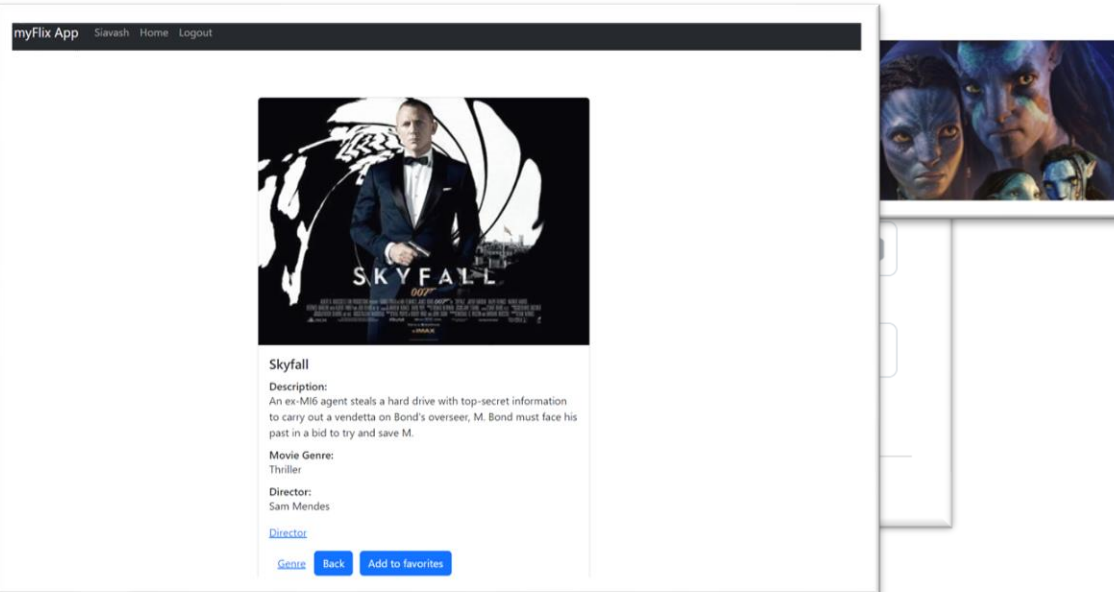 myFlix App Siavash Home Logout
SKYFALL
007
IMAX
Skyfall
Description:
An ex-MI6 agent steals a hard drive with top-secret information
to carry out a vendetta on Bond's overseer, M. Bond must face his
past in a bid to try and save M.
Movie Genre:
Thriller
Director:
Sam Mendes
Director
Genre Back Add to favorites